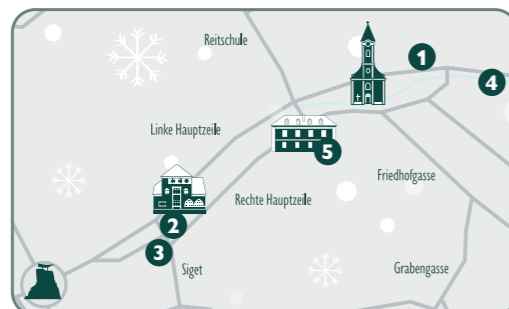 Reitschule
1
4
Linke Hauptzeile
5
Friedhofgasse
Rechte Hauptzeile
2
3
Siget
Grabengasse